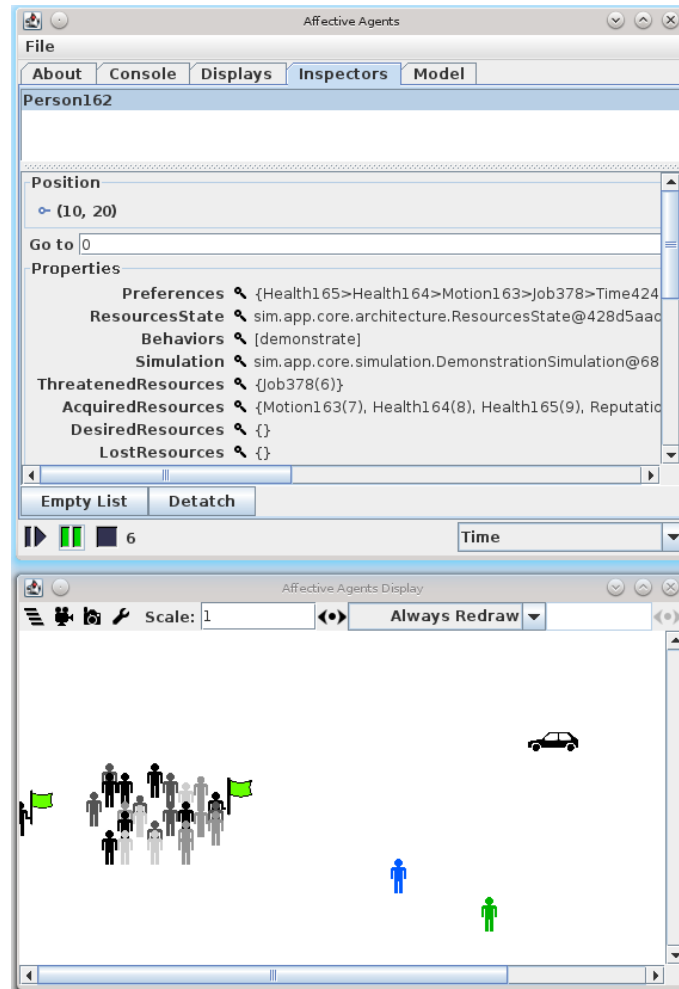 Affective Agents
File
About Console Displays Inspectors Model
Person162
Position
(10, 20)
Go to 0
Properties
Preferences {Health165>Health164>Motion163>Job378>Time424
ResourcesState sim.app.core.architecture.ResourcesState@428d5aac
Behaviors [demonstrate]
Simulation sim.app.core.simulation.DemonstrationSimulation@68
ThreatenedResources {Job378(6)}
AcquiredResources {Motion163(7), Health164(8), Health165(9), Reputatio
DesiredResources {}
LostResources {}
Empty List Detatch
6 Time
Affective Agents Display
Scale: 1 Always Redraw